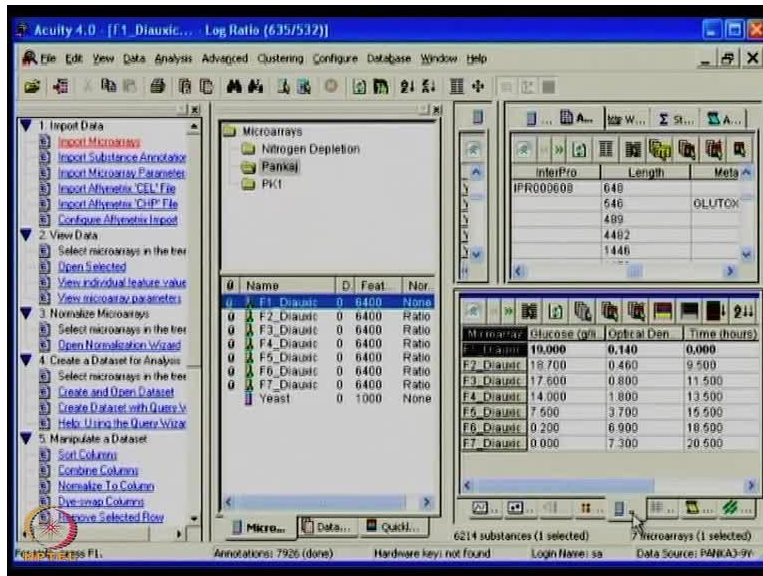 Acuity 4.0 - [F1_Diauxic... - Log Ratio (635/532)]
File Edit View Data Analysis Advanced Clustering Configure Database Window Help
1. Import Data
Import Microarrays
Import Substance Annotation
Import Microarray Parameter
Import Affymetrix 'CEL' File
Import Affymetrix 'CHP' File
Configure Affymetrix Import
2. View Data
Select microarrays in the tree
Open Selected
View individual feature value
View microarray parameters
3. Normalize Microarrays
Select microarrays in the tree
Open Normalization Wizard
4. Create a Dataset for Analysis
Select microarrays in the tree
Create and Open Dataset
Create Dataset with Query W
Help: Using the Query Wizar
5. Manipulate a Dataset
Sort Columns
Combine Columns
Normalize To Column
Dye-swap Columns
Remove Selected Row
Microarrays
Nitrogen Depletion
Pankaj
PK1
Name D Feat... Nor...
F1_Diauxic 0 6400 None
F2_Diauxic 0 6400 Ratio
F3_Diauxic 0 6400 Ratio
F4_Diauxic 0 6400 Ratio
F5_Diauxic 0 6400 Ratio
F6_Diauxic 0 6400 Ratio
F7_Diauxic 0 6400 Ratio
Yeast 0 1000 None
Micro... Data... Quickl...
... A... W... St... A...
InterPro Length Meta
IPR000608 648
546 GLUTOX
489
4482
1446
Microarray Glucose (g/li Optical Den... Time (hours)
19.000 0.140 0.000
F2_Diauxic 18.700 0.460 9.500
F3_Diauxic 17.600 0.800 11.500
F4_Diauxic 14.000 1.800 13.500
F5_Diauxic 7.500 3.700 15.500
F6_Diauxic 0.200 6.900 18.500
F7_Diauxic 0.000 7.300 20.500
6214 substances (1 selected) 7 microarrays (1 selected)
press F1. Annotations: 7926 (done) Hardware key: not found Login Name: sa Data Source: PANKAJ-9Y